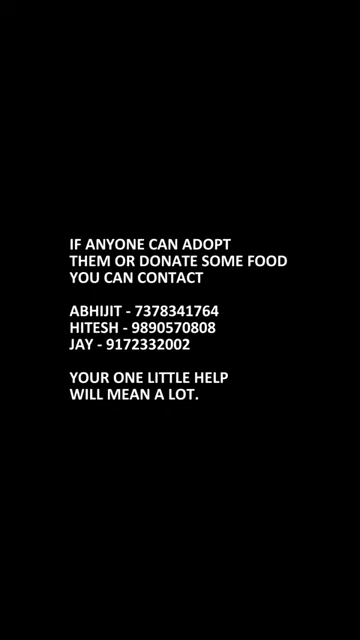 IF ANYONE CAN ADOPT
THEM OR DONATE SOME FOOD
YOU CAN CONTACT
ABHIJIT - 7378341764
HITESH - 9890570808
JAY - 9172332002
YOUR ONE LITTLE HELP
WILL MEAN A LOT.